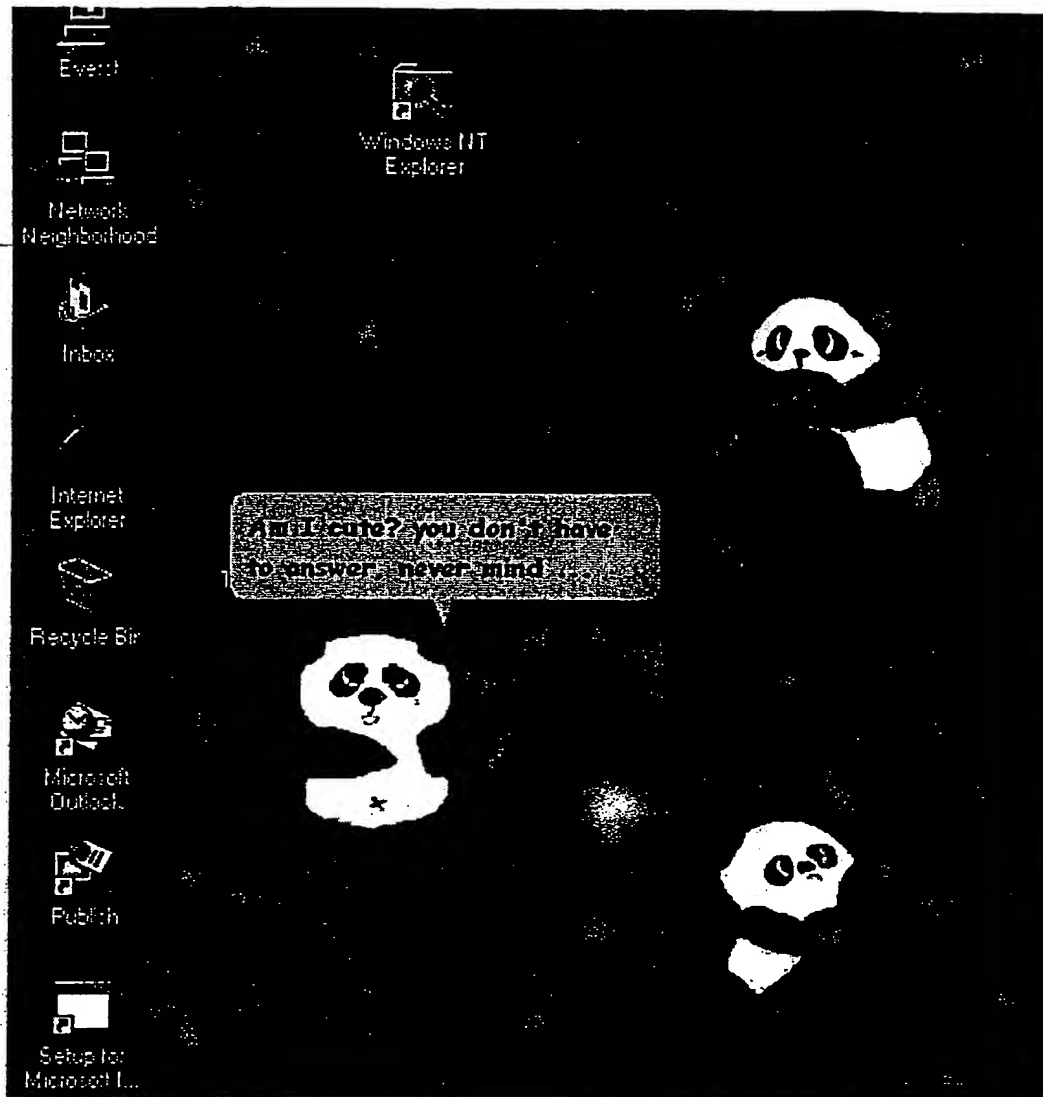 Everst
Windows NT
Explorer
Network
Neighborhood
Inbox
Internet
Explorer
Am I cute? you don't have
to answer, never mind ...
Recycle Bin
Microsoft
Outlook
Publish
Setup for
Microsoft I...